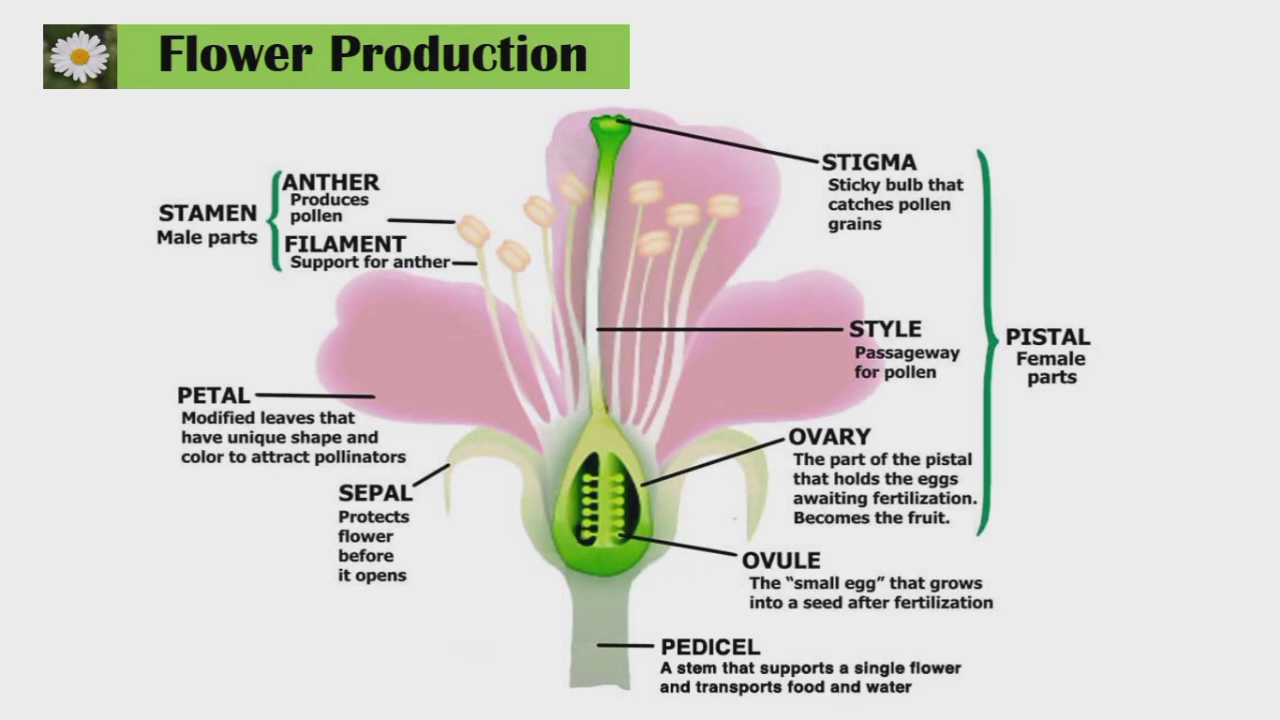 Flower Production
STAMEN
Male parts
ANTHER
Produces
pollen
FILAMENT
Support for anther
PETAL
Modified leaves that
have unique shape and
color to attract pollinators
SEPAL
Protects
flower
before
it opens
STIGMA
Sticky bulb that
catches pollen
grains
STYLE
Passageway
for pollen
PISTAL
Female
parts
OVARY
The part of the pistal
that holds the eggs
awaiting fertilization.
Becomes the fruit.
OVULE
The “small egg” that grows
into a seed after fertilization
PEDICEL
A stem that supports a single flower
and transports food and water